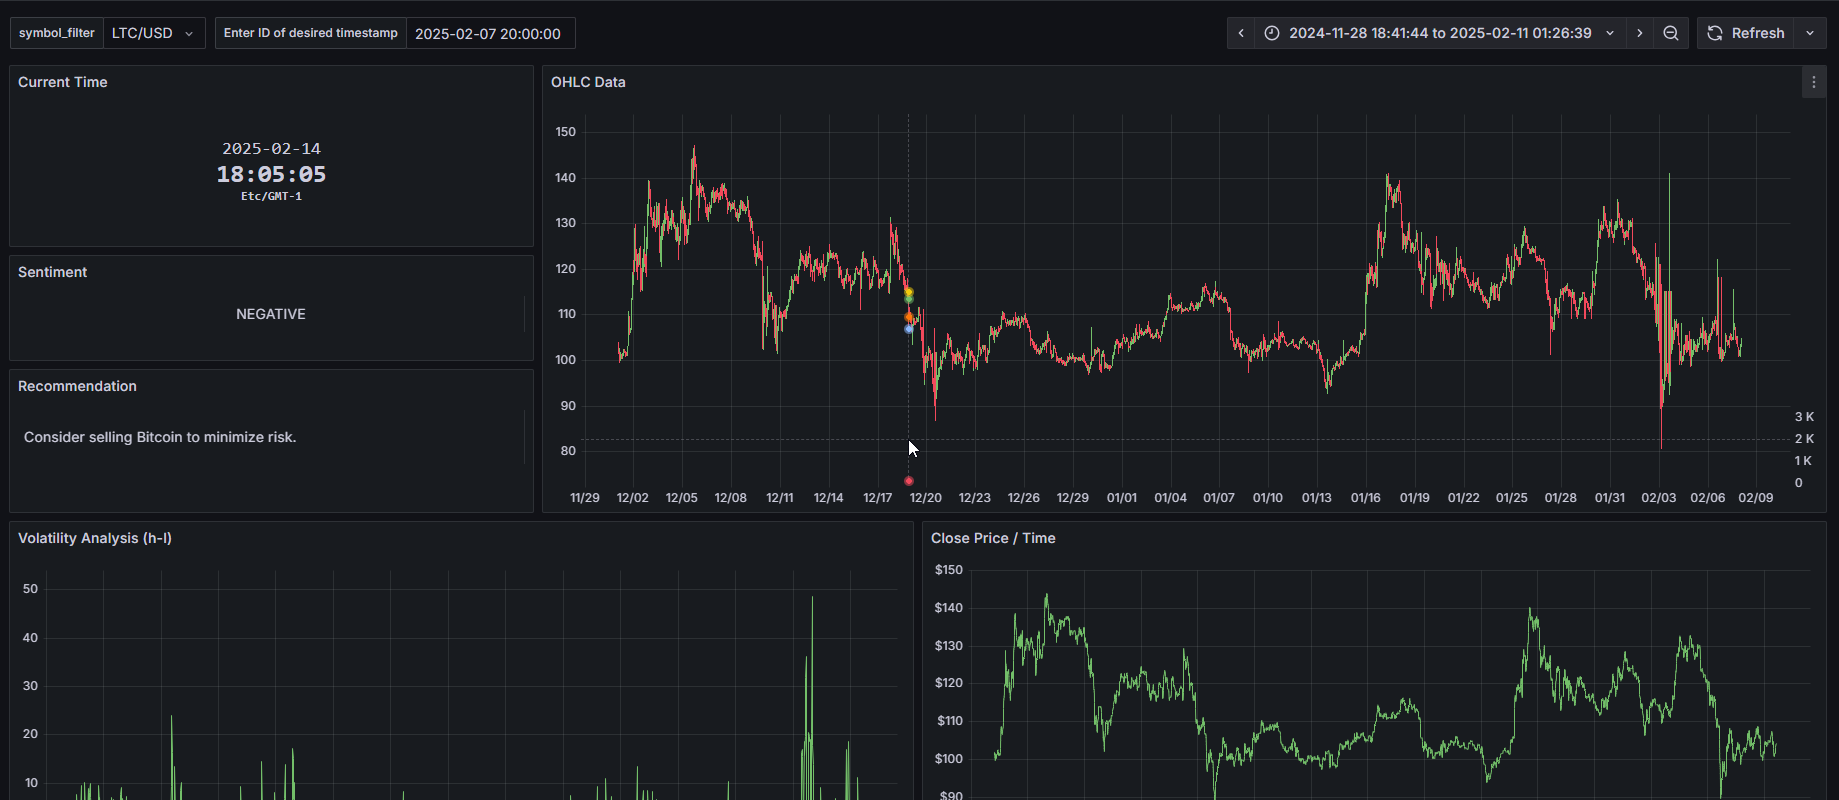 symbol_filter LTC/USD Enter ID of desired timestamp 2025-02-07 20:00:00 2024-11-28 18:41:44 to 2025-02-11 01:26:39 Refresh
Current Time
2025-02-14
18:05:05
Etc/GMT-1
Sentiment
NEGATIVE
Recommendation
Consider selling Bitcoin to minimize risk.
OHLC Data
150
140
130
120
110
100
90
80
3 K
2 K
1 K
0
11/29 12/02 12/05 12/08 12/11 12/14 12/17 12/20 12/23 12/26 12/29 01/01 01/04 01/07 01/10 01/13 01/16 01/19 01/22 01/25 01/28 01/31 02/03 02/06 02/09
Volatility Analysis (h-l)
50
40
30
20
10
Close Price / Time
$150
$140
$130
$120
$110
$100
$90